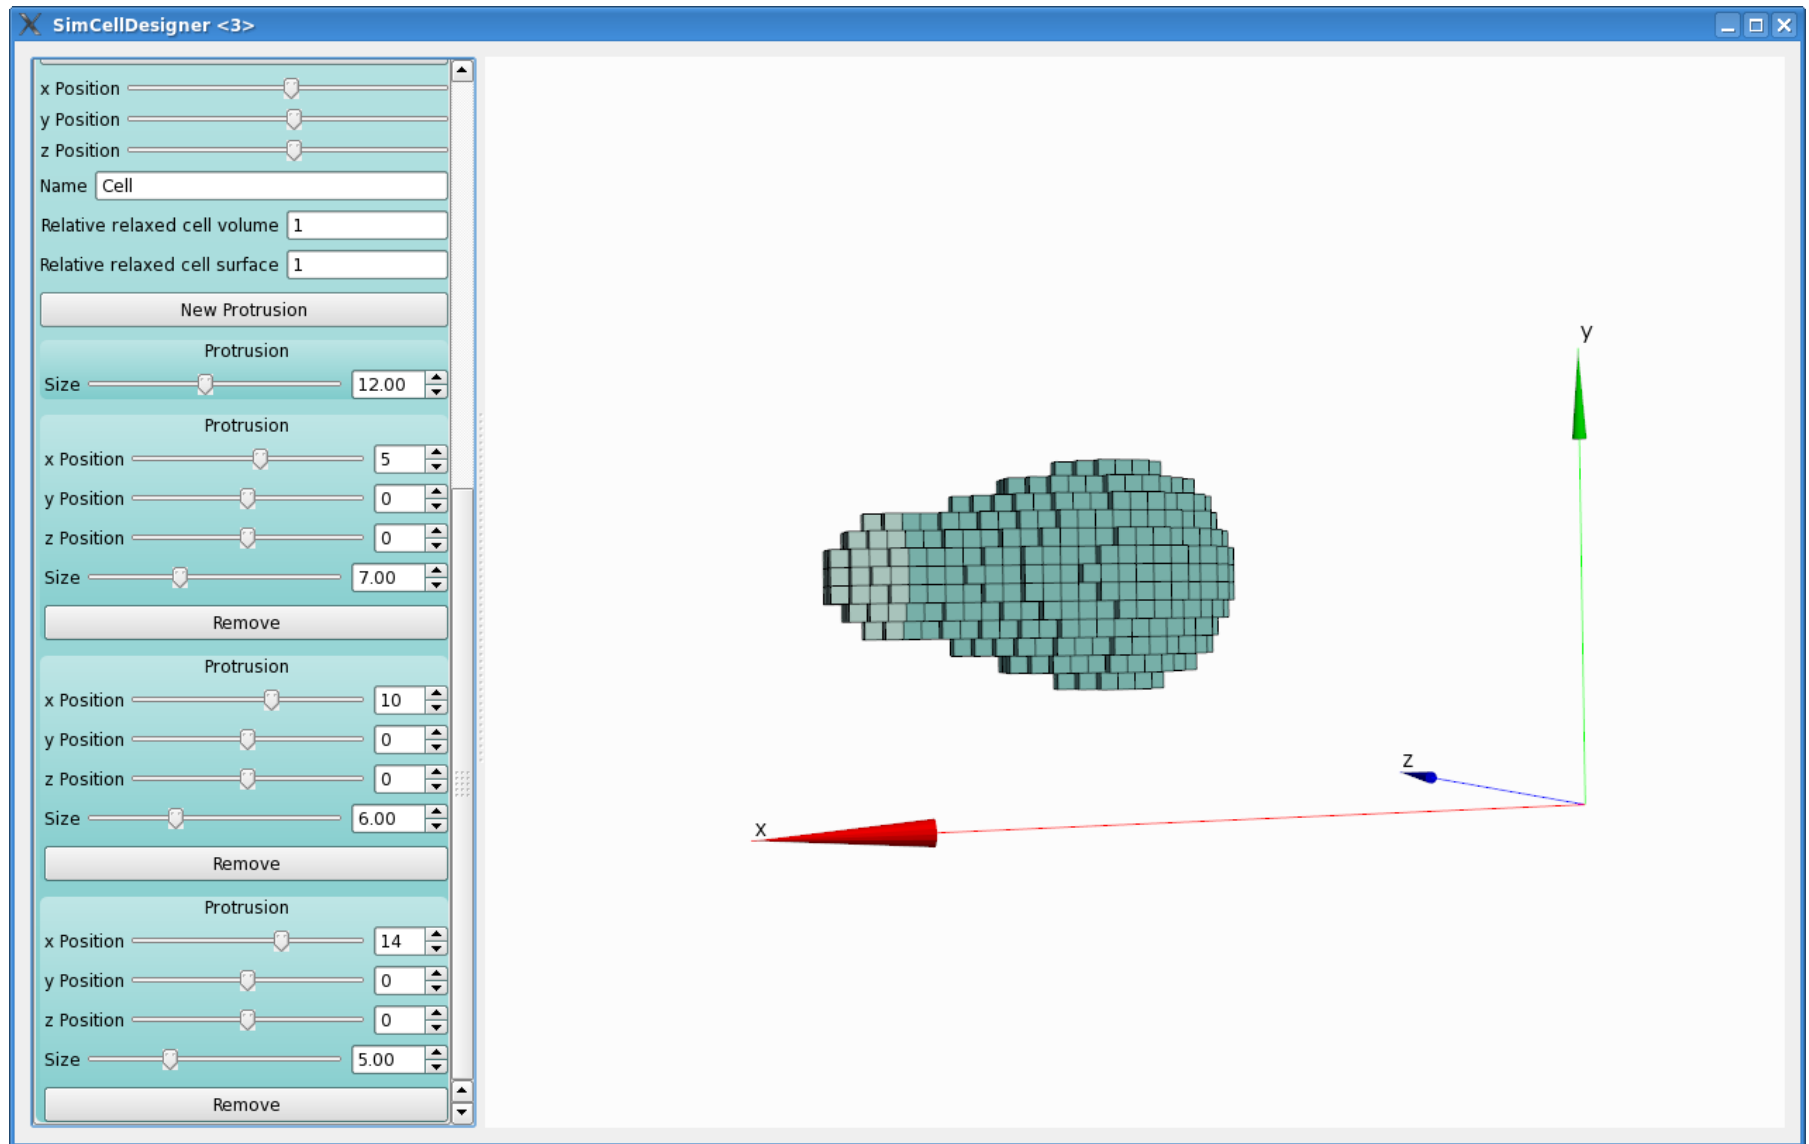 SimCellDesigner <3>
x Position
y Position
z Position
Name Cell
Relative relaxed cell volume 1
Relative relaxed cell surface 1
New Protrusion
Protrusion
Size 12.00
Protrusion
x Position 5
y Position 0
z Position 0
Size 7.00
Remove
Protrusion
x Position 10
y Position 0
z Position 0
Size 6.00
Remove
Protrusion
x Position 14
y Position 0
z Position 0
Size 5.00
Remove
y
z
x